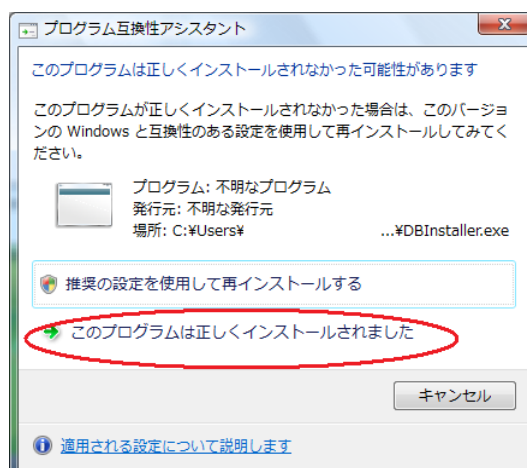 プログラム互換性アシスタント
このプログラムは正しくインストールされなかった可能性があります
このプログラムが正しくインストールされなかった場合は、このバージョ
ンの Windows と互換性のある設定を使用して再インストールしてみてく
ださい。
プログラム: 不明なプログラム
発行元: 不明な発行元
場所: C:¥Users¥ ...¥DBInstaller.exe
推奨の設定を使用して再インストールする
このプログラムは正しくインストールされました
キャンセル
適用される設定について説明します